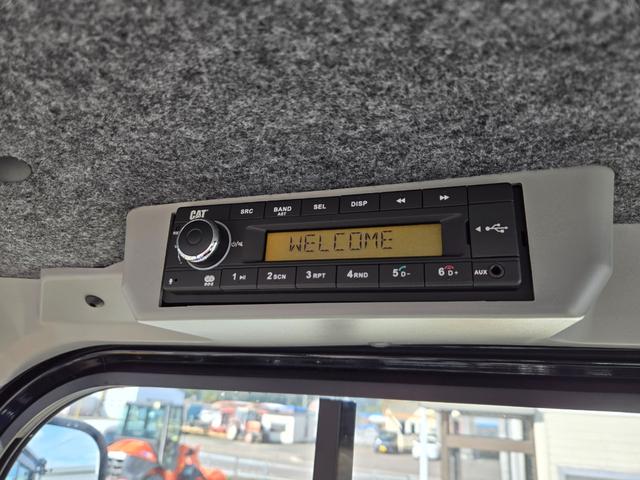 CAT
SRC BAND AST SEL DISP
WELCOME
1 2 SCN 3 RPT 4 RND 5 D- 6 D+ AUX